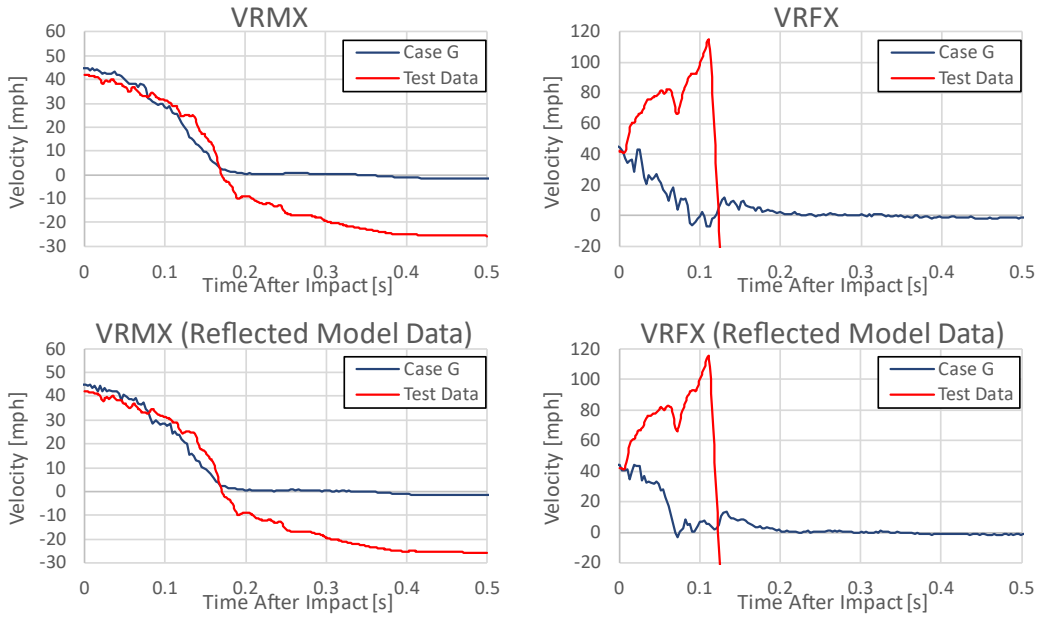 VRMX
60
50
40
30
20
10
0
-10
-20
-30
Velocity [mph]
0 0.1 0.2 0.3 0.4 0.5
Time After Impact [s]
Case G
Test Data
VRFX
120
100
80
60
40
20
0
-20
Velocity [mph]
0 0.1 0.2 0.3 0.4 0.5
Time After Impact [s]
Case G
Test Data
VRMX (Reflected Model Data)
60
50
40
30
20
10
0
-10
-20
-30
Velocity [mph]
0 0.1 0.2 0.3 0.4 0.5
Time After Impact [s]
Case G
Test Data
VRFX (Reflected Model Data)
120
100
80
60
40
20
0
-20
Velocity [mph]
0 0.1 0.2 0.3 0.4 0.5
Time After Impact [s]
Case G
Test Data